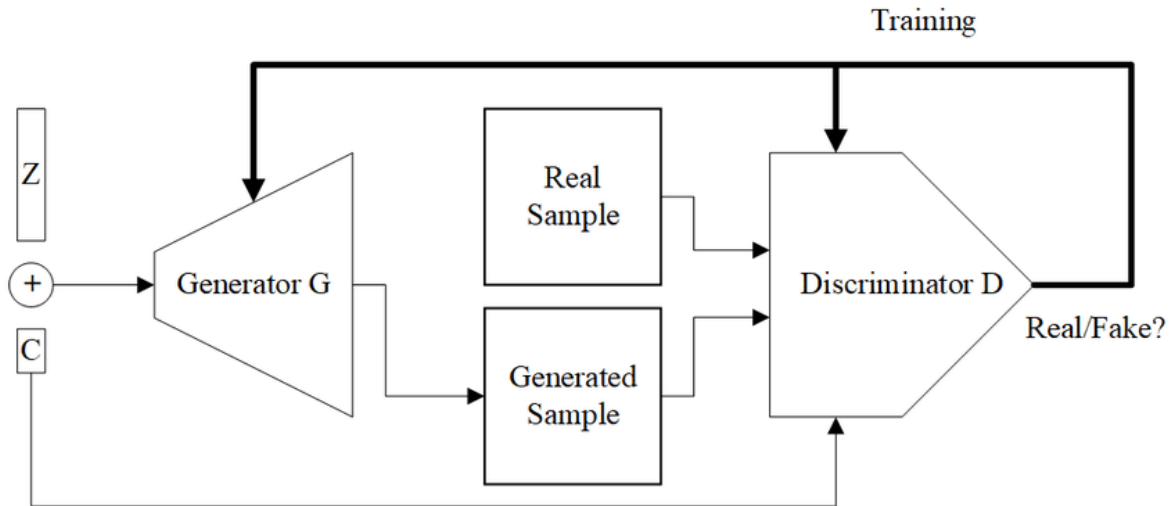 Training
Z
Real
Sample
+
Generator G
Discriminator D
Real/Fake?
C
Generated
Sample